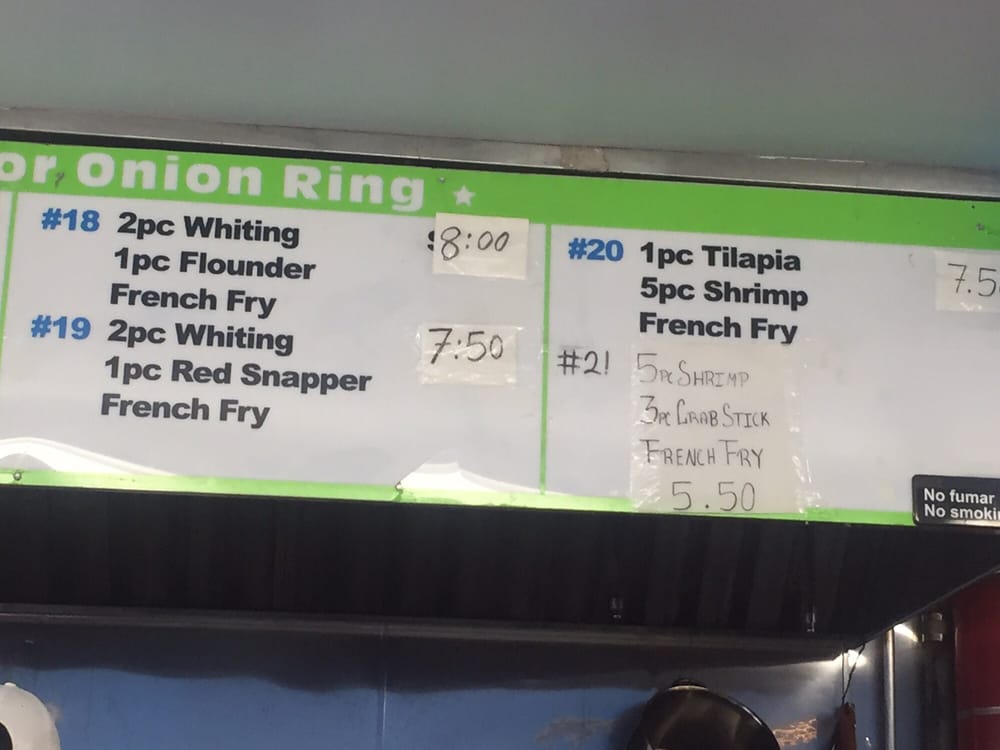 or Onion Ring
#18 2pc Whiting 8:00
1pc Flounder
French Fry
#19 2pc Whiting 7:50
1pc Red Snapper
French Fry
#20 1pc Tilapia 7.5
5pc Shrimp
French Fry
#21 5PC SHRIMP
3PC CRAB STICK
FRENCH FRY
5.50
No fumar
No smoki